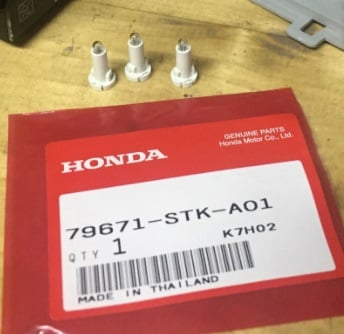 GENUINE PARTS
Honda Motor Co., Ltd.
HONDA
79671-STK-A01
QTY 1
K7H02
MADE IN THAILAND